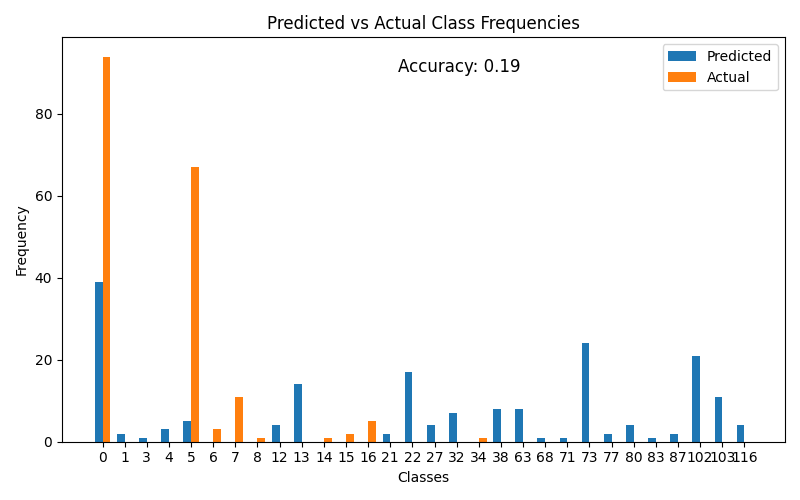 Predicted vs Actual Class Frequencies
Accuracy: 0.19
Predicted
Actual
Frequency
80
60
40
20
0
0 1 3 4 5 6 7 8 12 13 14 15 16 21 22 27 32 34 38 63 68 71 73 77 80 83 87 102 103 116
Classes